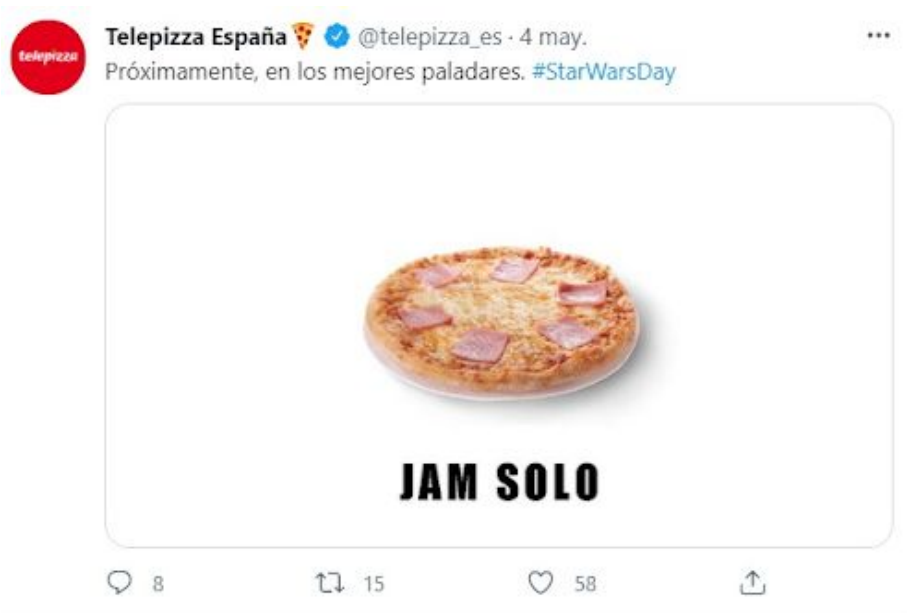 telepizza
Telepizza España 🍕 @telepizza_es · 4 may.
Próximamente, en los mejores paladares. #StarWarsDay
JAM SOLO
8 15 58